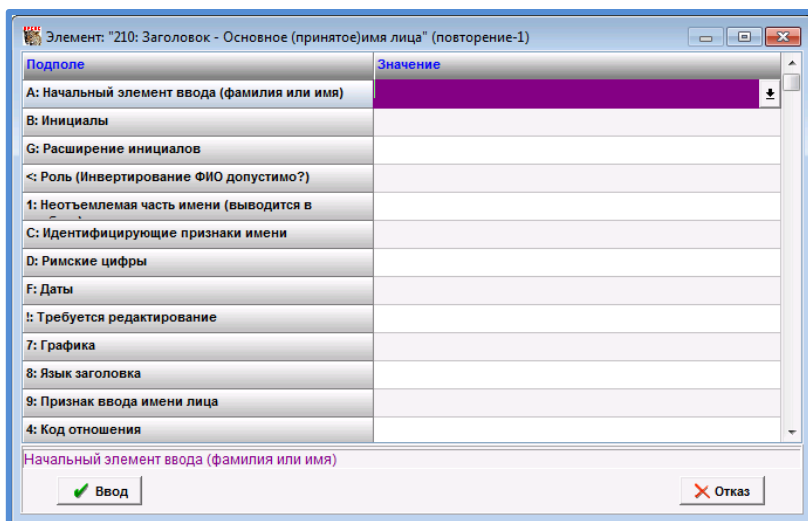 Элемент: "210: Заголовок - Основное (принятое)имя лица" (повторение-1)
Подполе Значение
A: Начальный элемент ввода (фамилия или имя)
B: Инициалы
G: Расширение инициалов
<: Роль (Инвертирование ФИО допустимо?)
1: Неотъемлемая часть имени (выводится в
C: Идентифицирующие признаки имени
D: Римские цифры
F: Даты
!: Требуется редактирование
7: Графика
8: Язык заголовка
9: Признак ввода имени лица
4: Код отношения
Начальный элемент ввода (фамилия или имя)
Ввод Отказ